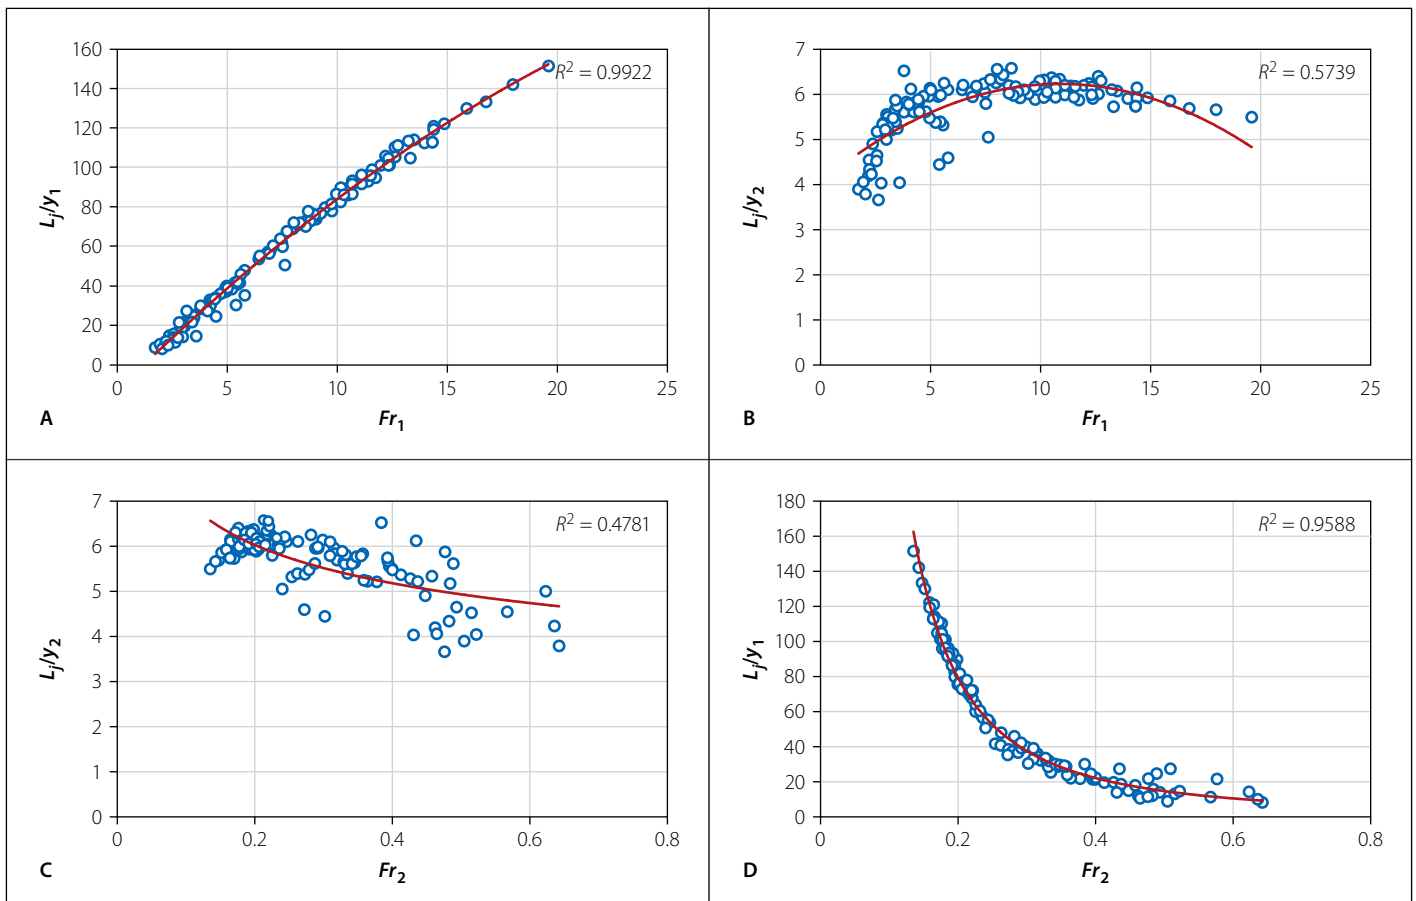 160
140
120
100
80
60
40
20
0
0 5 10 15 20 25
Lj/y1
Fr1
R² = 0.9922
A
7
6
5
4
3
2
1
0
0 5 10 15 20 25
Lj/y2
Fr1
R² = 0.5739
B
7
6
5
4
3
2
1
0
0 0.2 0.4 0.6 0.8
Lj/y2
Fr2
R² = 0.4781
C
180
160
140
120
100
80
60
40
20
0
0 0.2 0.4 0.6 0.8
Lj/y1
Fr2
R² = 0.9588
D